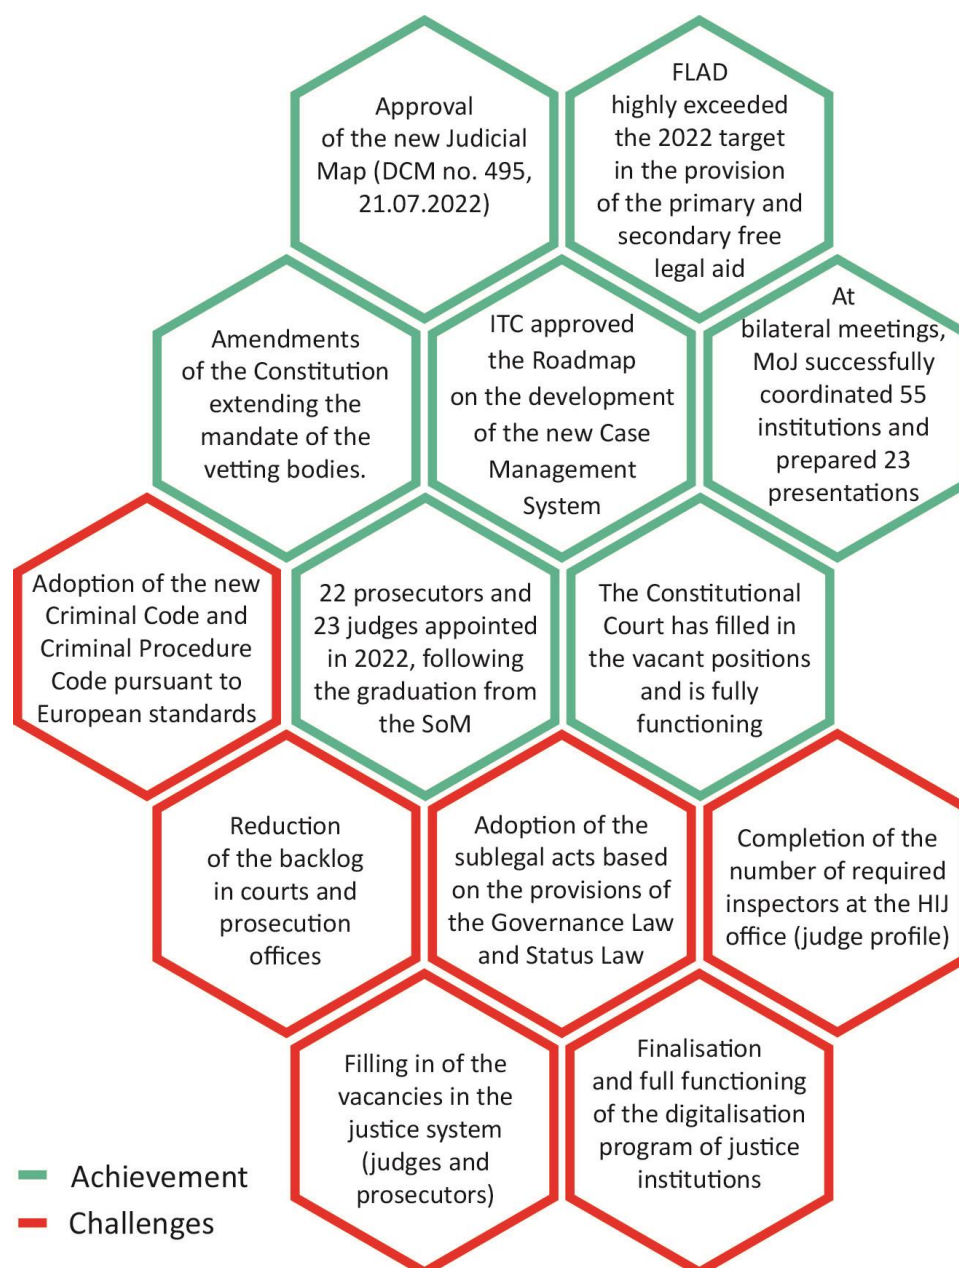 Approval
of the new Judicial
Map (DCM no. 495,
21.07.2022)
FLAD
highly exceeded
the 2022 target
in the provision
of the primary and
secondary free
legal aid
Amendments
of the Constitution
extending the
mandate of the
vetting bodies.
ITC approved
the Roadmap
on the development
of the new Case
Management
System
At
bilateral meetings,
MoJ successfully
coordinated 55
institutions and
prepared 23
presentations
Adoption of the new
Criminal Code and
Criminal Procedure
Code pursuant to
European standards
22 prosecutors and
23 judges appointed
in 2022, following
the graduation from
the SoM
The Constitutional
Court has filled in
the vacant positions
and is fully
functioning
Reduction
of the backlog
in courts and
prosecution
offices
Adoption of the
sublegal acts based
on the provisions of
the Governance Law
and Status Law
Completion of the
number of required
inspectors at the HIJ
office (judge profile)
Filling in of the
vacancies in the
justice system
(judges and
prosecutors)
Finalisation
and full functioning
of the digitalisation
program of justice
institutions
Achievement
Challenges